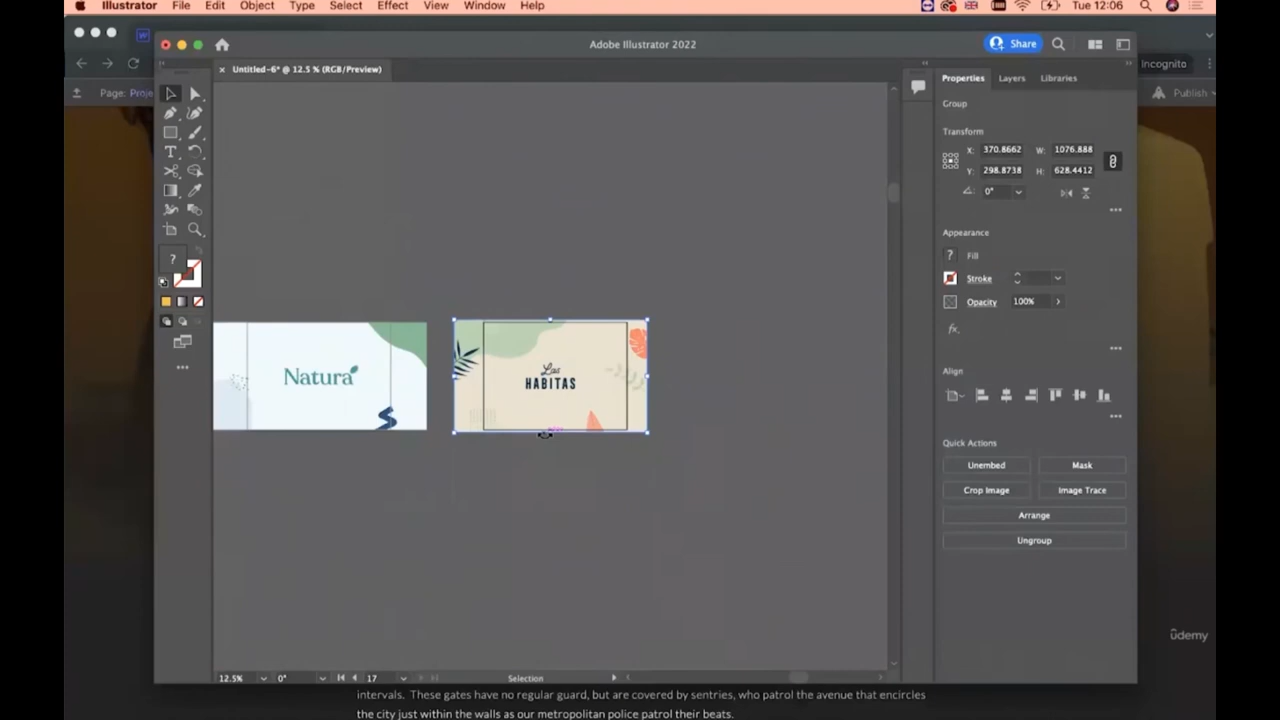 Illustrator File Edit Object Type Select Effect View Window Help Tue 12:06
Adobe Illustrator 2022 Share
Untitled-6* @ 12.5 % (RGB/Preview)
Incognito
Page: Proje
Publish
Properties Layers Libraries
Group
Transform
X: 370.8662 W: 1076.888
Y: 298.8738 H: 628.4412
0°
Appearance
? Fill
Stroke
Opacity 100%
fx.
Align
Quick Actions
Unembed Mask
Crop Image Image Trace
Arrange
Ungroup
?
Natura
Las
HABITAS
12.5% 0° 17 Selection
ûdemy
intervals. These gates have no regular guard, but are covered by sentries, who patrol the avenue that encircles
the city just within the walls as our metropolitan police patrol their beats.